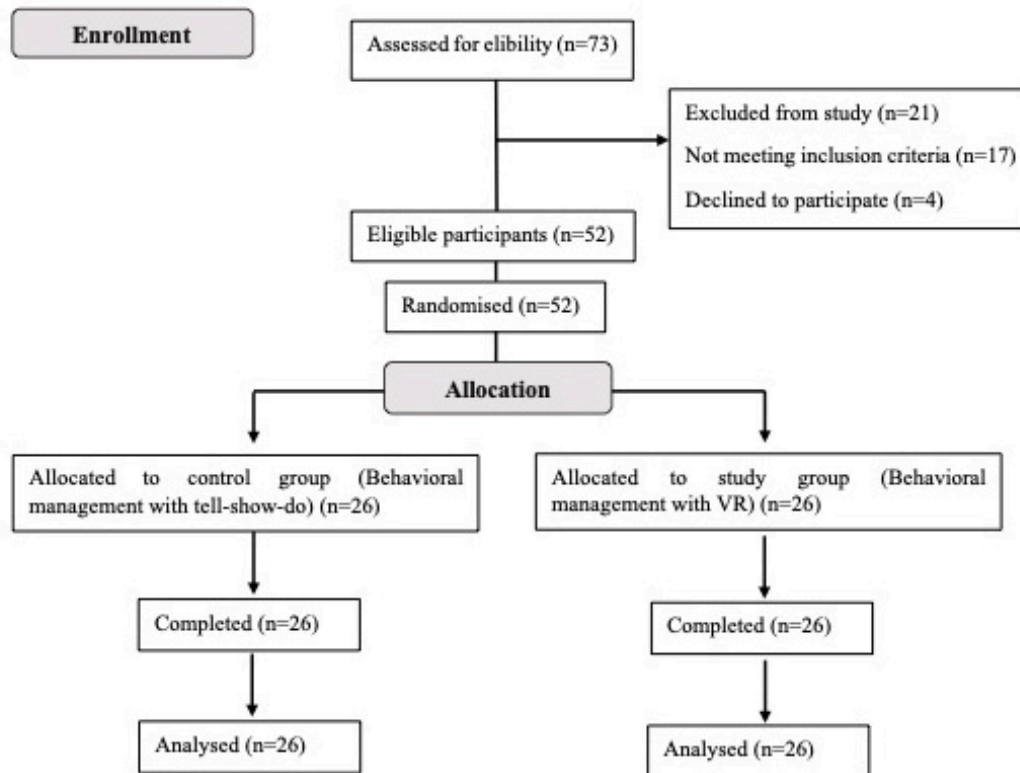 Enrollment
Assessed for elibility (n=73)
Excluded from study (n=21)
Not meeting inclusion criteria (n=17)
Declined to participate (n=4)
Eligible participants (n=52)
Randomised (n=52)
Allocation
Allocated to control group (Behavioral
management with tell-show-do) (n=26)
Allocated to study group (Behavioral
management with VR) (n=26)
Completed (n=26)
Completed (n=26)
Analysed (n=26)
Analysed (n=26)